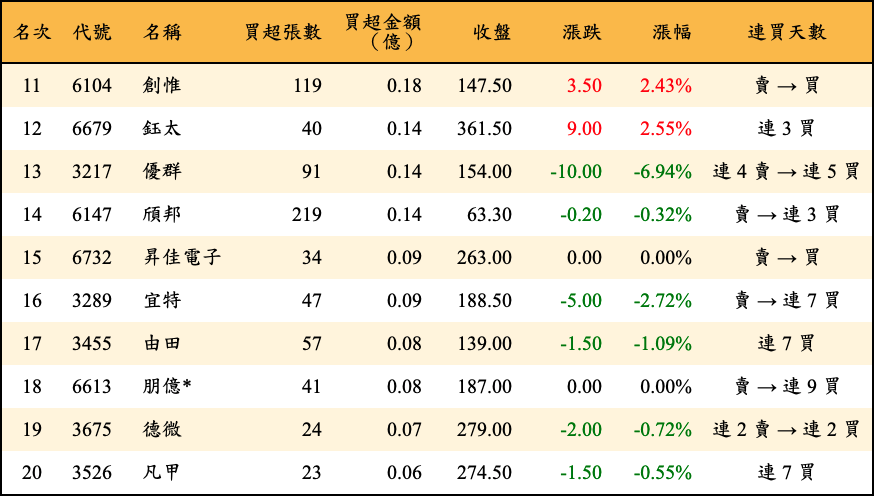 名次 代號 名稱 買超張數 買超金額（億） 收盤 漲跌 漲幅 連買天數
11 6104 創惟 119 0.18 147.50 3.50 2.43% 賣 → 買
12 6679 鈺太 40 0.14 361.50 9.00 2.55% 連 3 買
13 3217 優群 91 0.14 154.00 -10.00 -6.94% 連 4 賣 → 連 5 買
14 6147 頎邦 219 0.14 63.30 -0.20 -0.32% 賣 → 連 3 買
15 6732 昇佳電子 34 0.09 263.00 0.00 0.00% 賣 → 買
16 3289 宜特 47 0.09 188.50 -5.00 -2.72% 賣 → 連 7 買
17 3455 由田 57 0.08 139.00 -1.50 -1.09% 連 7 買
18 6613 朋億* 41 0.08 187.00 0.00 0.00% 賣 → 連 9 買
19 3675 德微 24 0.07 279.00 -2.00 -0.72% 連 2 賣 → 連 2 買
20 3526 凡甲 23 0.06 274.50 -1.50 -0.55% 連 7 買